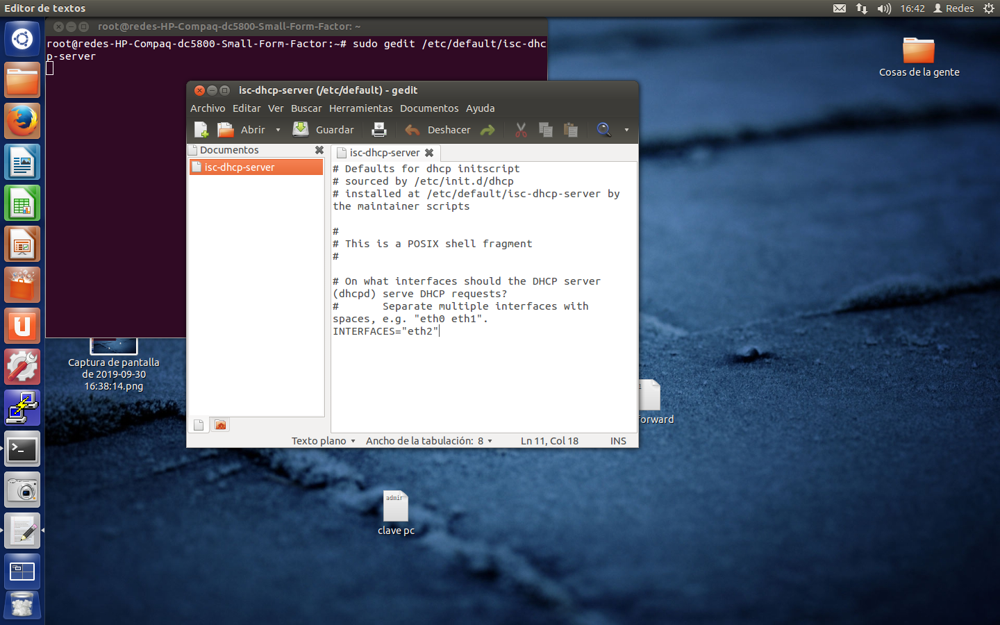 Editor de textos
16:42
Redes
root@redes-HP-Compaq-dc5800-Small-Form-Factor: ~
root@redes-HP-Compaq-dc5800-Small-Form-Factor:~# sudo gedit /etc/default/isc-dhc
p-server
Cosas de la gente
isc-dhcp-server (/etc/default) - gedit
Archivo Editar Ver Buscar Herramientas Documentos Ayuda
Abrir Guardar Deshacer
Documentos
isc-dhcp-server
isc-dhcp-server
# Defaults for dhcp initscript
# sourced by /etc/init.d/dhcp
# installed at /etc/default/isc-dhcp-server by
the maintainer scripts
#
# This is a POSIX shell fragment
#
# On what interfaces should the DHCP server
(dhcpd) serve DHCP requests?
#       Separate multiple interfaces with
spaces, e.g. "eth0 eth1".
INTERFACES="eth2"
Texto plano Ancho de la tabulación: 8 Ln 11, Col 18 INS
Captura de pantalla
de 2019-09-30
16:38:14.png
orward
admir
clave pc